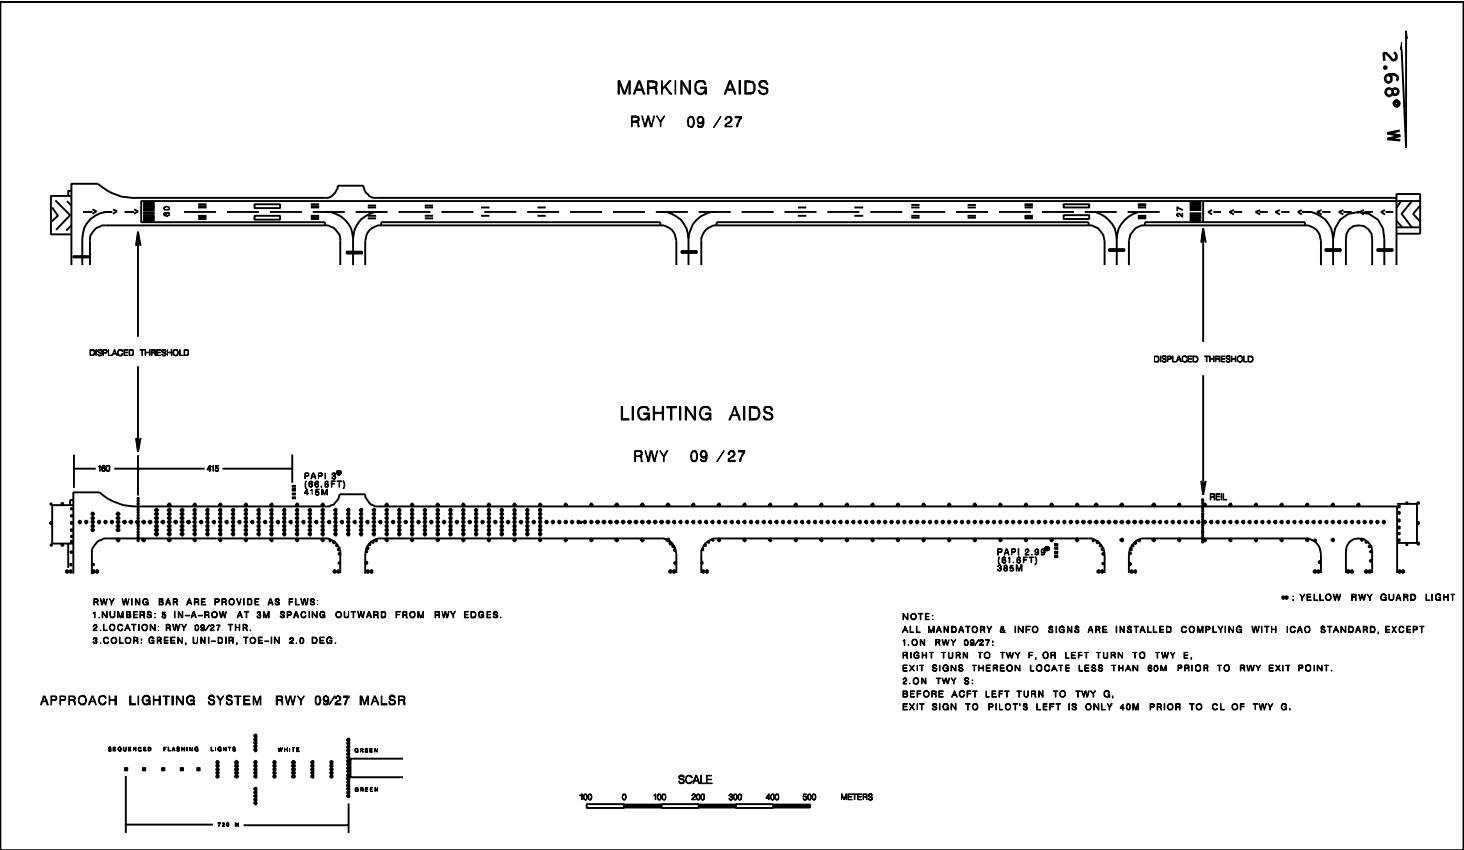 MARKING AIDS
RWY 09 /27
2.68° W
60
27
DISPLACED THRESHOLD
DISPLACED THRESHOLD
LIGHTING AIDS
RWY 09 /27
160
415
PAPI 3°
(66.6FT)
415M
REIL
PAPI 2.99°
(61.6FT)
385M
: YELLOW RWY GUARD LIGHT
RWY WING BAR ARE PROVIDE AS FLWS:
1.NUMBERS: 5 IN-A-ROW AT 3M SPACING OUTWARD FROM RWY EDGES.
2.LOCATION: RWY 09/27 THR.
3.COLOR: GREEN, UNI-DIR, TOE-IN 2.0 DEG.
NOTE:
ALL MANDATORY & INFO SIGNS ARE INSTALLED COMPLYING WITH ICAO STANDARD, EXCEPT
1.ON RWY 09/27:
RIGHT TURN TO TWY F, OR LEFT TURN TO TWY E,
EXIT SIGNS THEREON LOCATE LESS THAN 60M PRIOR TO RWY EXIT POINT.
2.ON TWY S:
BEFORE ACFT LEFT TURN TO TWY G,
EXIT SIGN TO PILOT'S LEFT IS ONLY 40M PRIOR TO CL OF TWY G.
APPROACH LIGHTING SYSTEM RWY 09/27 MALSR
SEQUENCED FLASHING LIGHTS WHITE GREEN
GREEN
720 M
SCALE
100 0 100 200 300 400 500 METERS